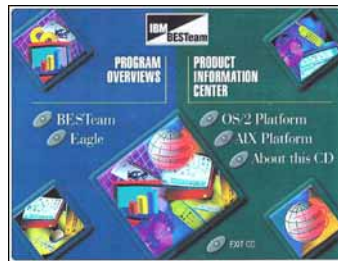 IBM
BESTeam
PROGRAM
OVERVIEWS
BESTeam
Eagle
PRODUCT
INFORMATION
CENTER
OS/2 Platform
AIX Platform
About this CD
EXIT CD